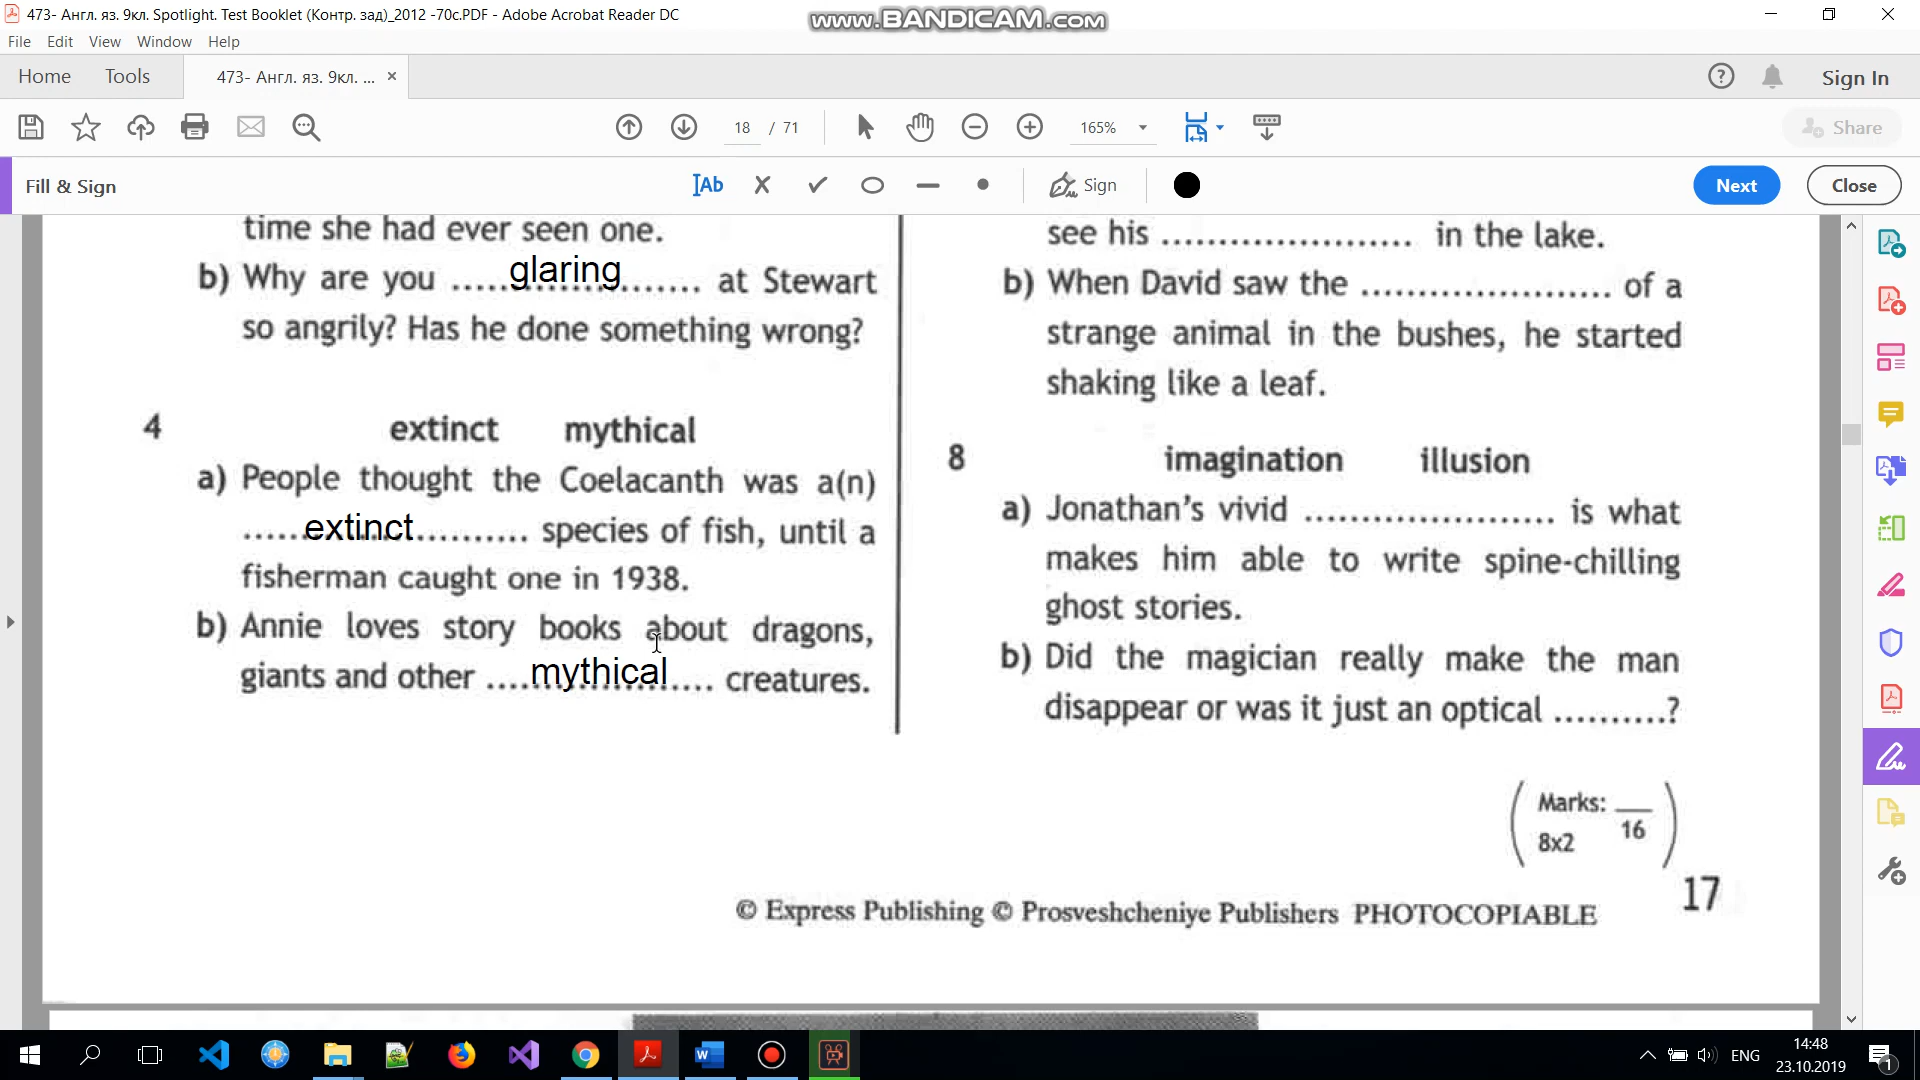 473- Англ. яз. 9кл. Spotlight. Test Booklet (Контр. зад)_2012 -70с.PDF - Adobe Acrobat Reader DC
www.BANDICAM.com
File Edit View Window Help
Home Tools 473- Англ. яз. 9кл. ... × Sign In
18 / 71 165% Share
Fill & Sign Ab Sign Next Close
time she had ever seen one.
b) Why are you .....glaring....... at Stewart
so angrily? Has he done something wrong?
4 extinct mythical
a) People thought the Coelacanth was a(n)
.....extinct.......... species of fish, until a
fisherman caught one in 1938.
b) Annie loves story books about dragons,
giants and other ....mythical.... creatures.
see his ...................... in the lake.
b) When David saw the ...................... of a
strange animal in the bushes, he started
shaking like a leaf.
8 imagination illusion
a) Jonathan's vivid ...................... is what
makes him able to write spine-chilling
ghost stories.
b) Did the magician really make the man
disappear or was it just an optical ..........?
Marks: __
8x2 16
17
© Express Publishing © Prosveshcheniye Publishers PHOTOCOPIABLE
ENG 14:48
23.10.2019 1